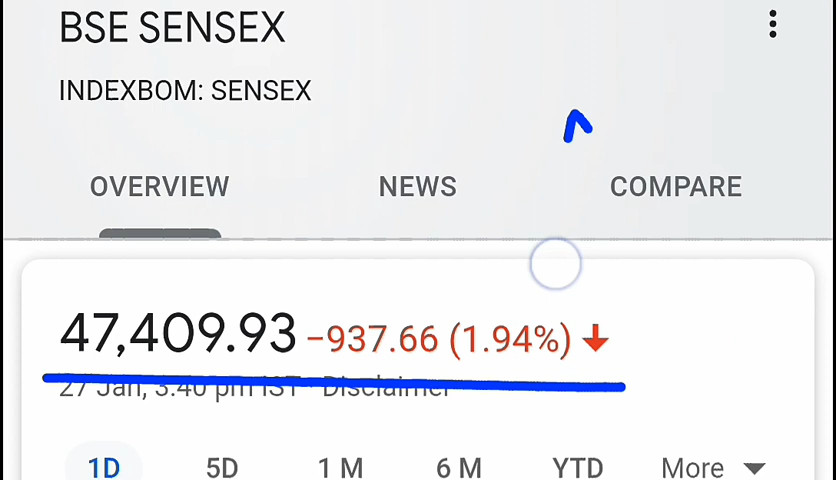 BSE SENSEX
INDEXBOM: SENSEX
OVERVIEW NEWS COMPARE
47,409.93 −937.66 (1.94%)
27 Jan, 3:40 pm IST · Disclaimer
1D 5D 1 M 6 M YTD More